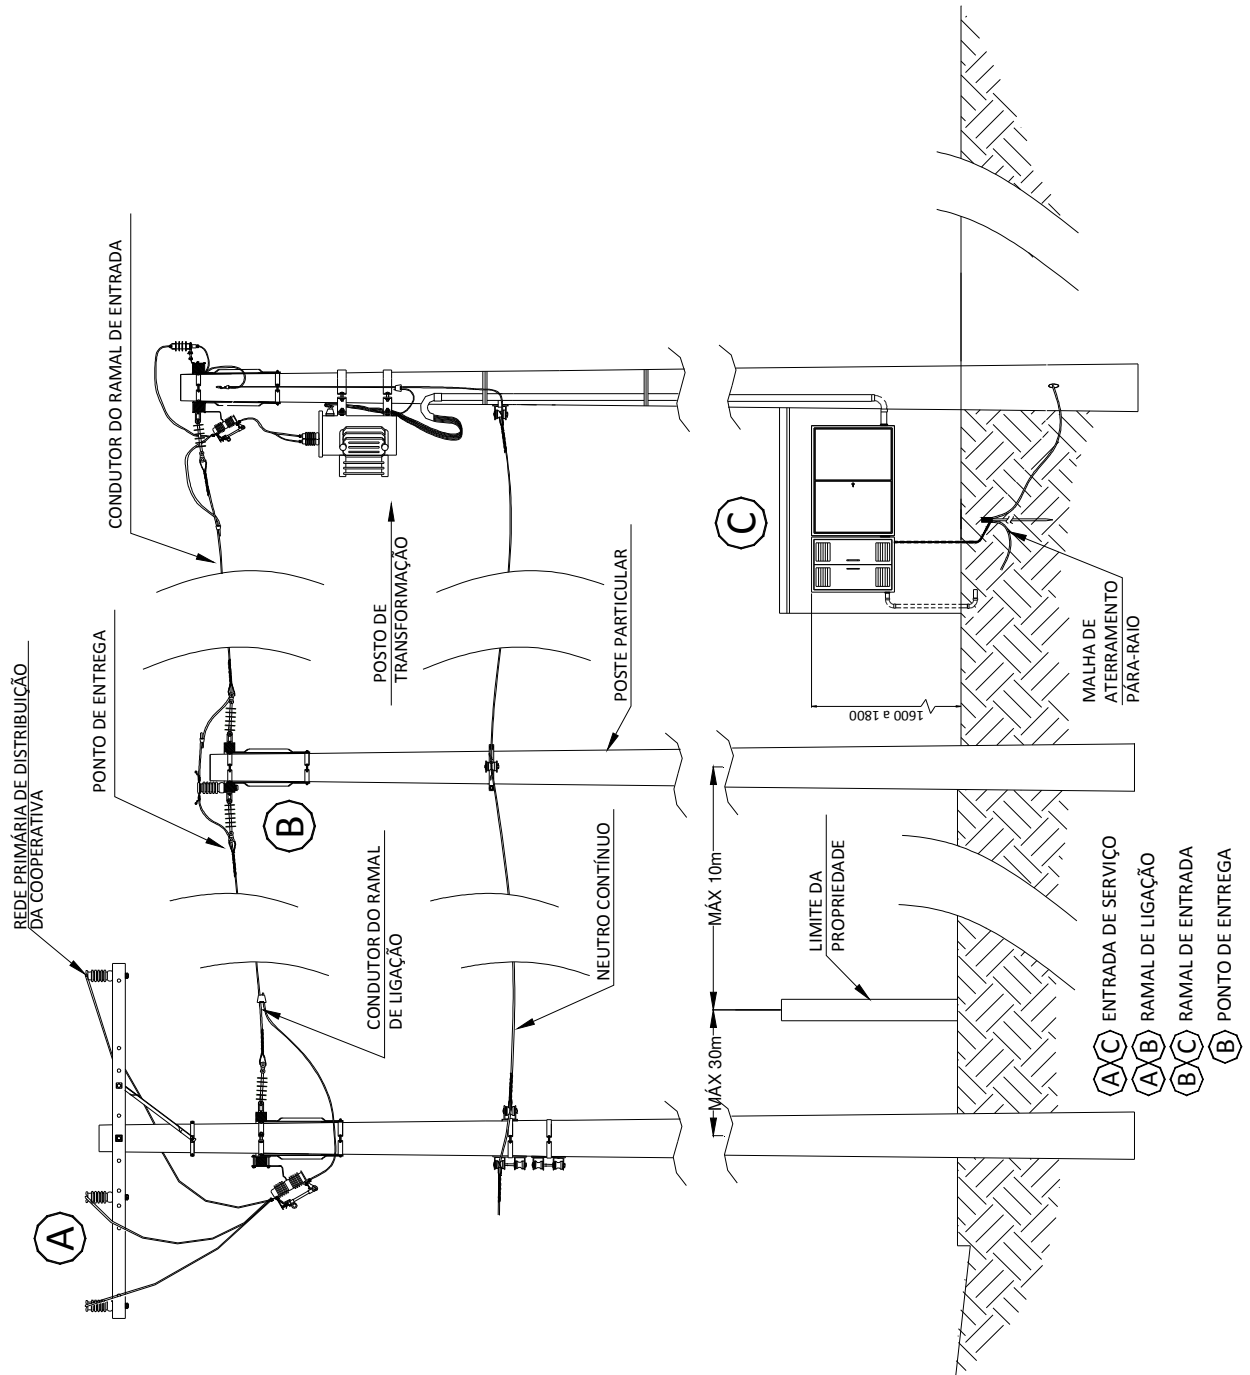 REDE PRIMÁRIA DE DISTRIBUIÇÃO
DA COOPERATIVA
A
PONTO DE ENTREGA
CONDUTOR DO RAMAL DE ENTRADA
B
CONDUTOR DO RAMAL
DE LIGAÇÃO
POSTO DE
TRANSFORMAÇÃO
NEUTRO CONTÍNUO
POSTE PARTICULAR
C
MÁX 30m
MÁX 10m
LIMITE DA
PROPRIEDADE
1600 a 1800
MALHA DE
ATERRAMENTO
PÁRA-RAIO
A C ENTRADA DE SERVIÇO
A B RAMAL DE LIGAÇÃO
B C RAMAL DE ENTRADA
B PONTO DE ENTREGA